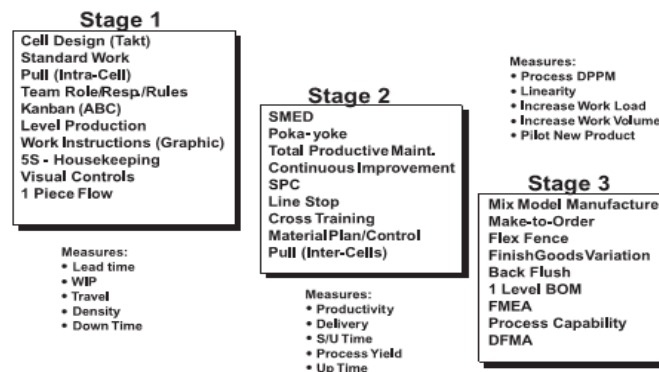 Stage 1
Cell Design (Takt)
Standard Work
Pull (Intra-Cell)
Team Role/Resp./Rules
Kanban (ABC)
Level Production
Work Instructions (Graphic)
5S - Housekeeping
Visual Controls
1 Piece Flow
Measures:
• Lead time
• WIP
• Travel
• Density
• Down Time
Stage 2
SMED
Poka-yoke
Total Productive Maint.
Continuous Improvement
SPC
Line Stop
Cross Training
Material Plan/Control
Pull (Inter-Cells)
Measures:
• Productivity
• Delivery
• S/U Time
• Process Yield
• Up Time
Measures:
• Process DPPM
• Linearity
• Increase Work Load
• Increase Work Volume
• Pilot New Product
Stage 3
Mix Model Manufacture
Make-to-Order
Flex Fence
FinishGoodsVariation
Back Flush
1 Level BOM
FMEA
Process Capability
DFMA